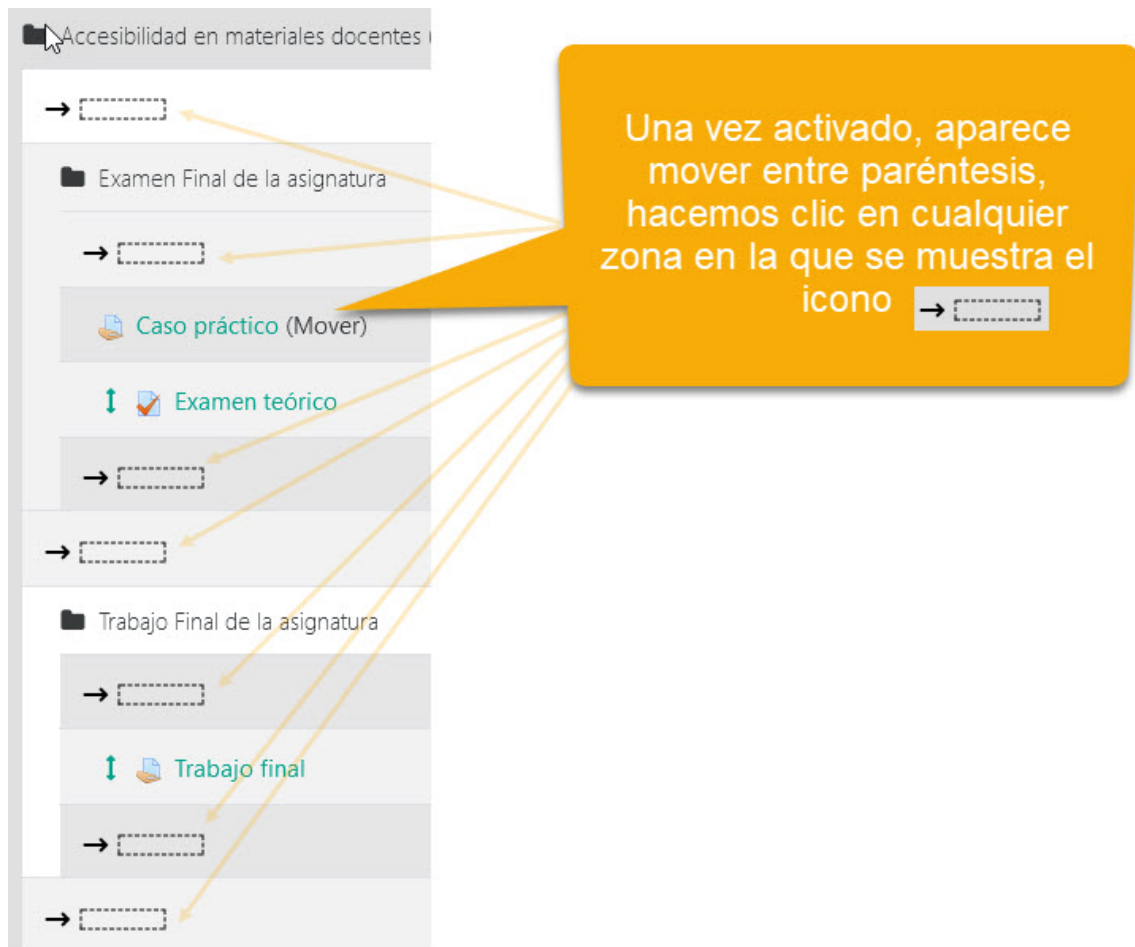 Accesibilidad en materiales docentes (
Examen Final de la asignatura
Caso práctico (Mover)
Examen teórico
Trabajo Final de la asignatura
Trabajo final
Una vez activado, aparece
mover entre paréntesis,
hacemos clic en cualquier
zona en la que se muestra el
icono